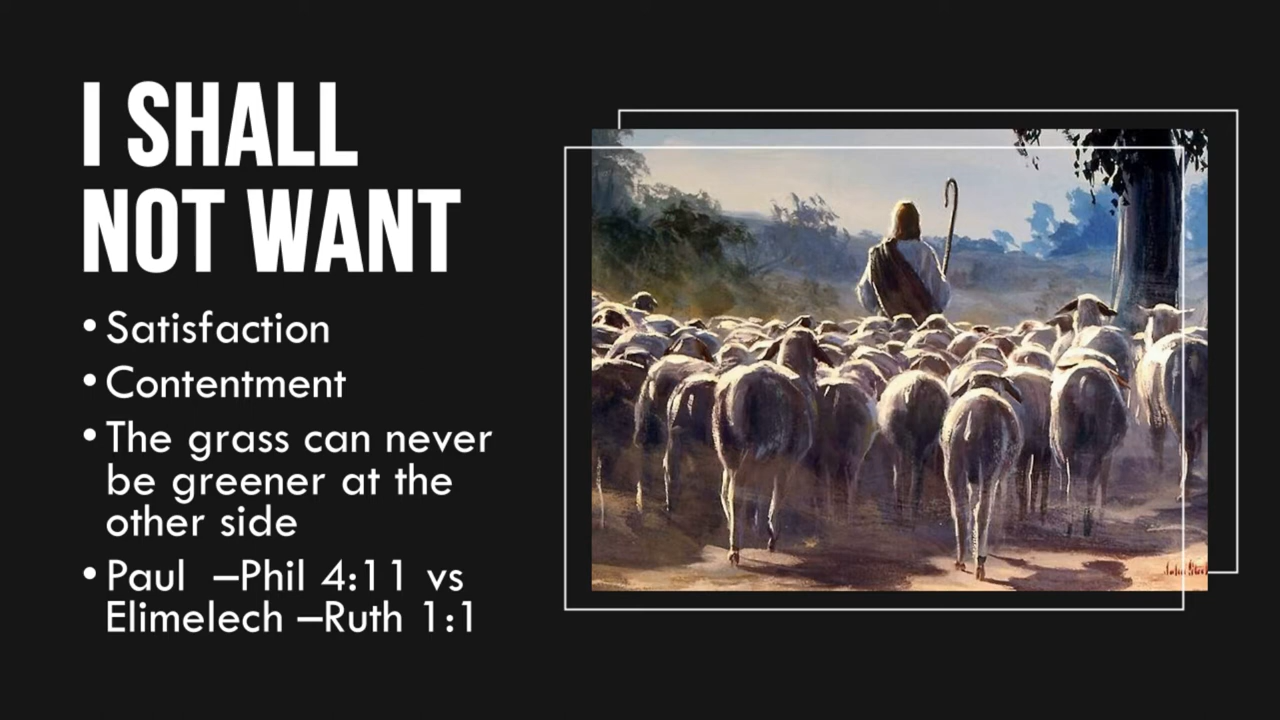 I SHALL
NOT WANT
• Satisfaction
• Contentment
• The grass can never
be greener at the
other side
• Paul –Phil 4:11 vs
Elimelech –Ruth 1:1